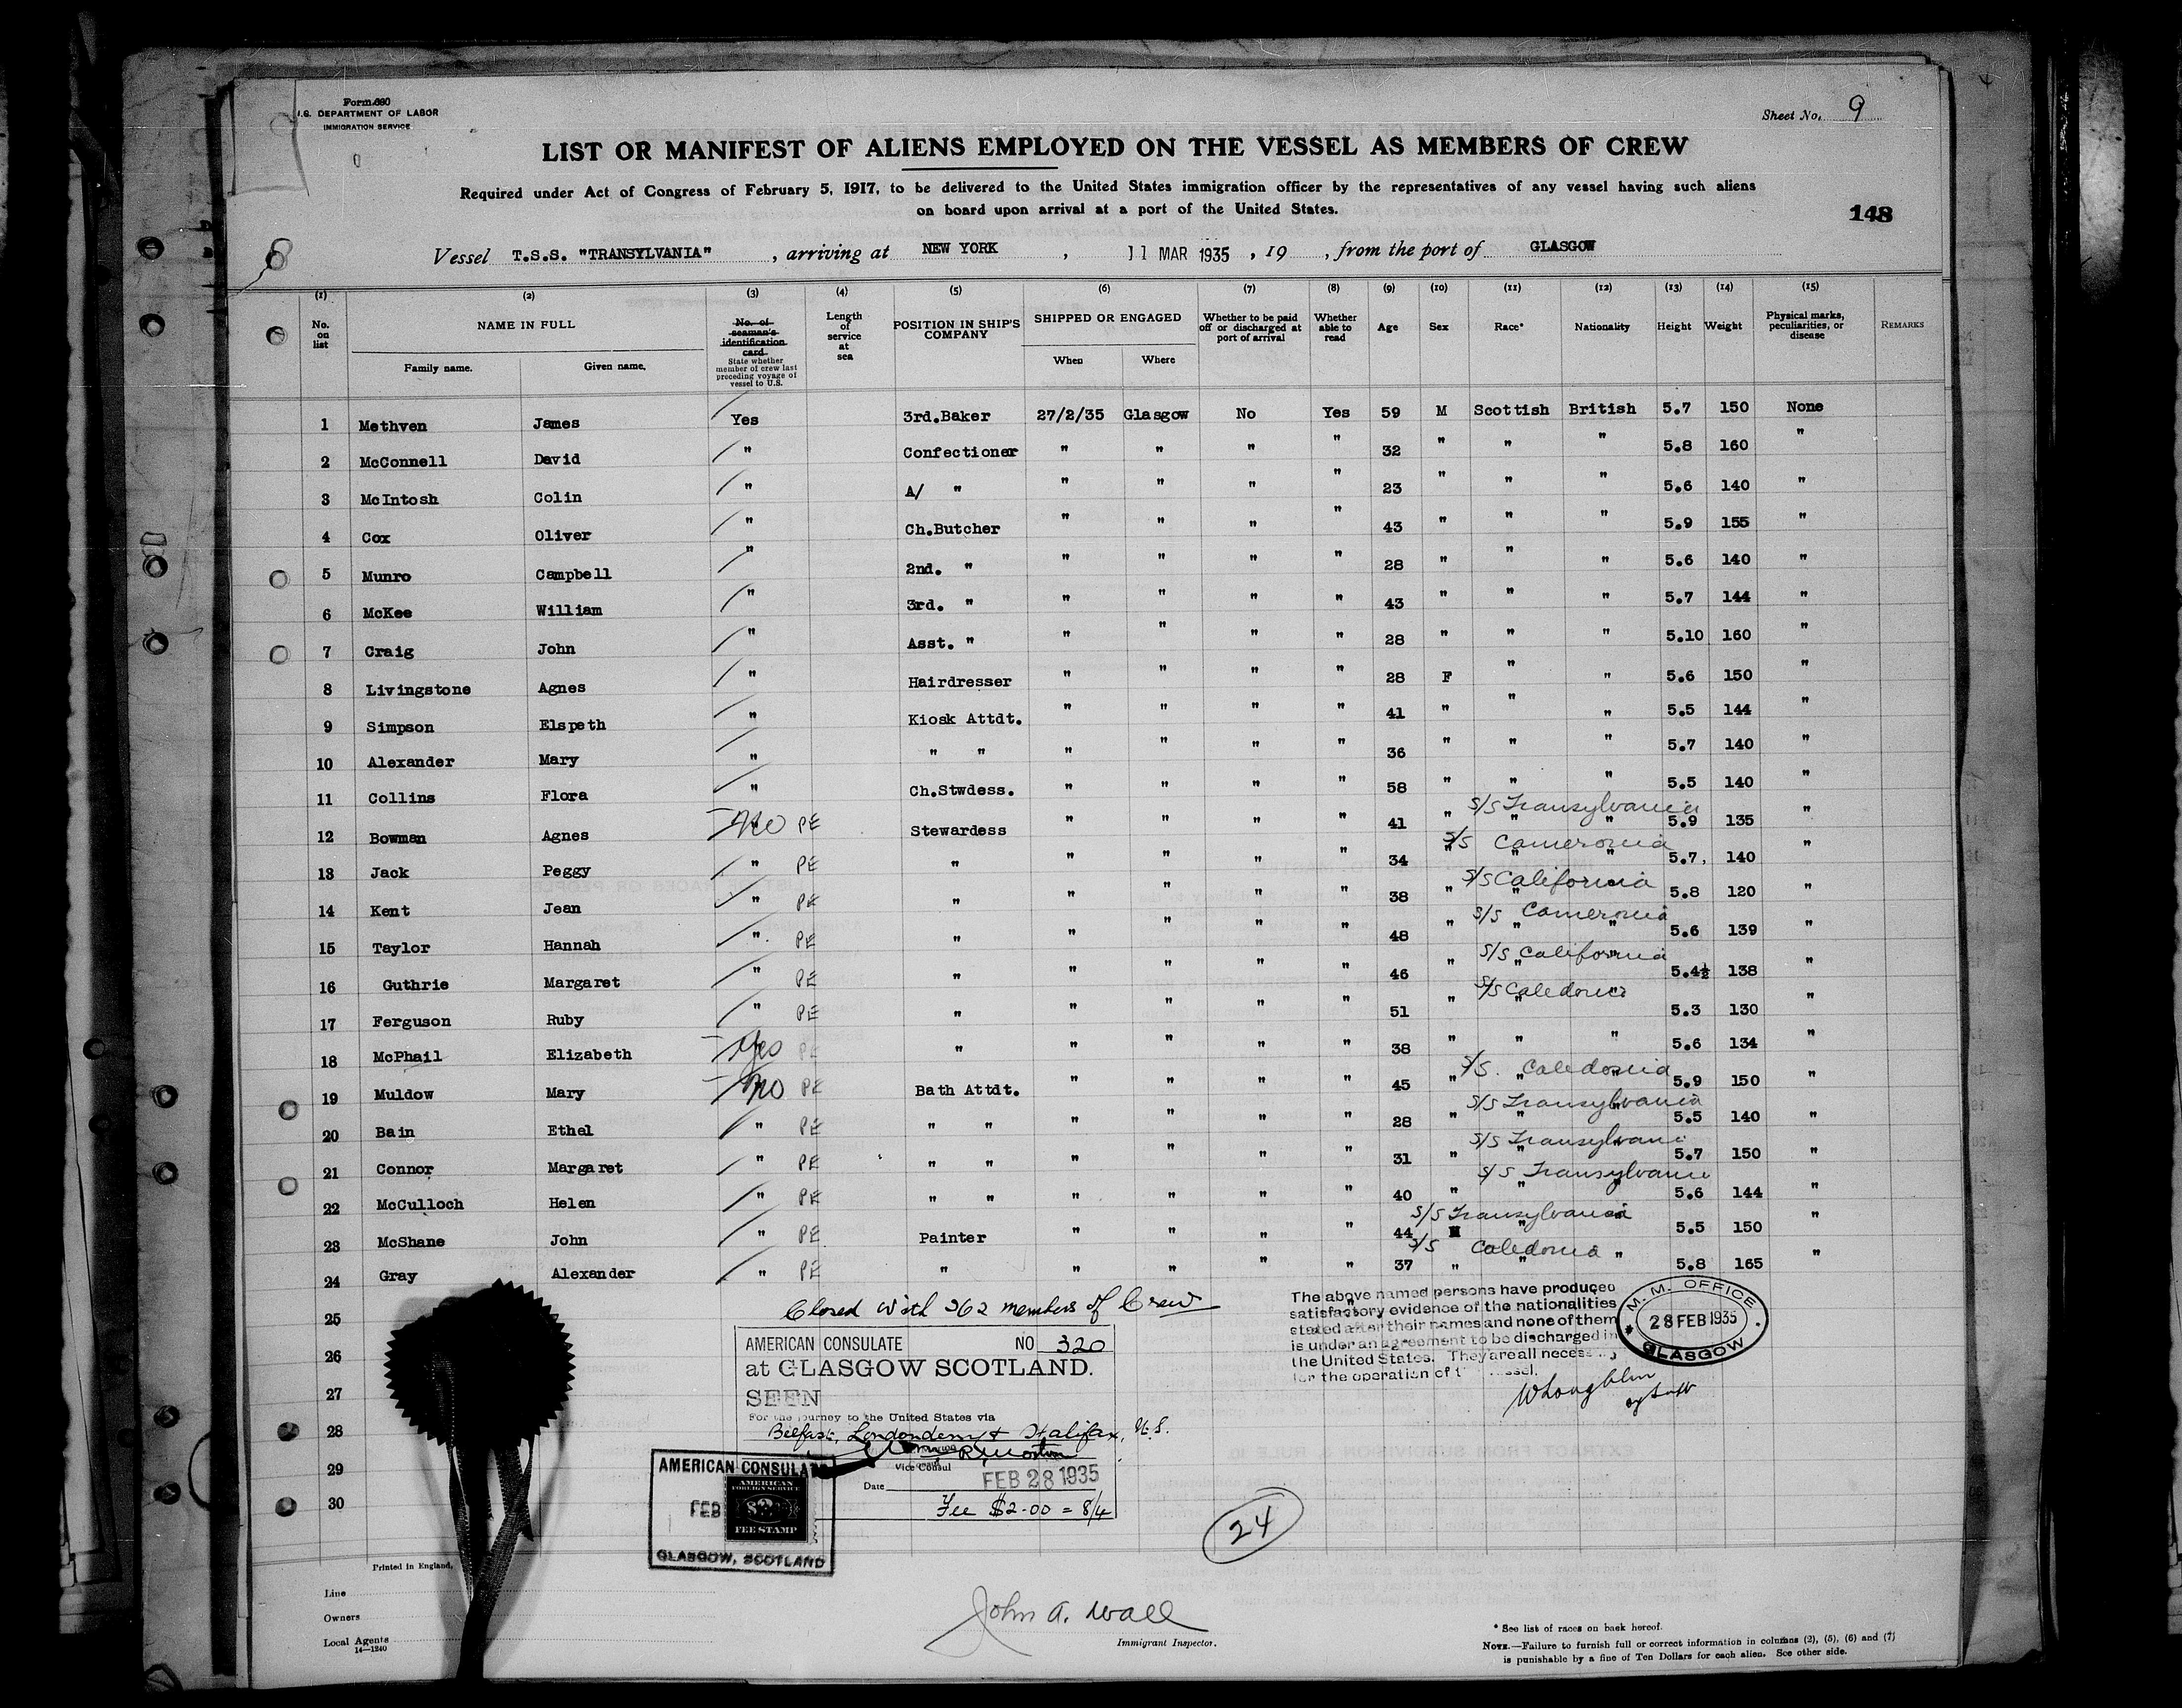 Form 680
U.S. DEPARTMENT OF LABOR
IMMIGRATION SERVICE
Sheet No. 9
LIST OR MANIFEST OF ALIENS EMPLOYED ON THE VESSEL AS MEMBERS OF CREW
Required under Act of Congress of February 5, 1917, to be delivered to the United States immigration officer by the representatives of any vessel having such aliens
on board upon arrival at a port of the United States.
148
Vessel T.S.S. "TRANSYLVANIA", arriving at NEW YORK, 11 MAR 1935, 19 , from the port of GLASGOW
(1) (2) (3) (4) (5) (6) (7) (8) (9) (10) (11) (12) (13) (14) (15)
No. on list
NAME IN FULL
Family name. Given name.
No. of seaman's identification card
State whether member of crew last preceding voyage of vessel to U.S.
Length of service at sea
POSITION IN SHIP'S COMPANY
SHIPPED OR ENGAGED
When Where
Whether to be paid off or discharged at port of arrival
Whether able to read
Age
Sex
Race*
Nationality
Height
Weight
Physical marks, peculiarities, or disease
REMARKS
1 Methven James Yes 3rd.Baker 27/2/35 Glasgow No Yes 59 M Scottish British 5.7 150 None
2 McConnell David " Confectioner " " " " 32 " " " 5.8 160 "
3 McIntosh Colin " A/ " " " " " 23 " " " 5.6 140 "
4 Cox Oliver " Ch.Butcher " " " " 43 " " " 5.9 155 "
5 Munro Campbell " 2nd. " " " " " 28 " " " 5.6 140 "
6 McKee William " 3rd. " " " " " 43 " " " 5.7 144 "
7 Craig John " Asst. " " " " " 28 " " " 5.10 160 "
8 Livingstone Agnes " Hairdresser " " " " 28 F " " 5.6 150 "
9 Simpson Elspeth " Kiosk Attdt. " " " " 41 " " " 5.5 144 "
10 Alexander Mary " " " " " " " 36 " " " 5.7 140 "
11 Collins Flora " Ch.Stwdess. " " " " 58 " " " 5.5 140 "
12 Bowman Agnes No PE Stewardess " " " " 41 " S/S Transylvania " " 5.9 135 "
13 Jack Peggy " PE " " " " " 34 " S/S Cameronia " " 5.7, 140 "
14 Kent Jean " PE " " " " " 38 " S/S California " " 5.8 120 "
15 Taylor Hannah " PE " " " " " 48 " S/S Cameronia " " 5.6 139 "
16 Guthrie Margaret " PE " " " " " 46 " S/S California " " 5.4½ 138 "
17 Ferguson Ruby " PE " " " " " 51 " S/S Caledonia " " 5.3 130 "
18 McPhail Elizabeth Yes PE " " " " " 38 " " " 5.6 134 "
19 Muldow Mary No PE Bath Attdt. " " " " 45 " S/S. Caledonia " " 5.9 150 "
20 Bain Ethel " PE " " " " " " 28 " S/S Transylvania " " 5.5 140 "
21 Connor Margaret " PE " " " " " " 31 " S/S Transylvani " " 5.7 150 "
22 McCulloch Helen " PE " " " " " " 40 " S/S Transylvania " " 5.6 144 "
23 McShane John " PE Painter " " " " 44 M S/S Transylvania " " 5.5 150 "
24 Gray Alexander " PE " " " " " 37 " S/S Caledonia " " 5.8 165 "
25
26
27
28
29
30
Closed with 362 members of Crew
AMERICAN CONSULATE NO 320
at GLASGOW SCOTLAND.
SEEN
For the journey to the United States via
Belfast, Londonderry & Halifax, N.S.
Vice Consul
Date FEB 28 1935
Fee $2.00 = 8/4
The above named persons have produced
satisfactory evidence of the nationalities
stated after their names and none of them
is under an agreement to be discharged in
the United States. They are all necessary
for the operation of vessel.
M. M. OFFICE
28 FEB 1935
GLASGOW
AMERICAN CONSULATE
FEB
AMERICAN
FOREIGN SERVICE
$2
FEE STAMP
GLASGOW, SCOTLAND
24
Printed in England.
Line
Owners
Local Agents
14—1240
John A. Wall
Immigrant Inspector.
* See list of races on back hereof.
NOTE.—Failure to furnish full or correct information in columns (2), (5), (6) and (7)
is punishable by a fine of Ten Dollars for each alien. See other side.